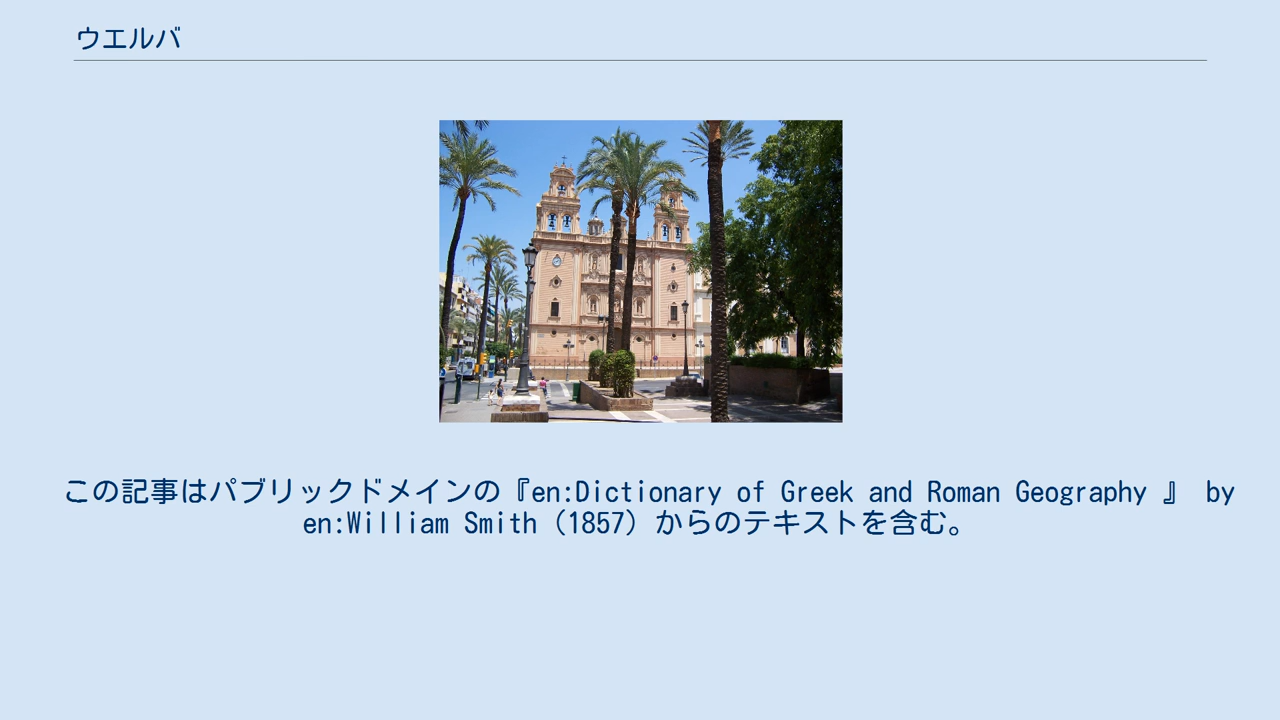 ウエルバ
この記事はパブリックドメインの『en:Dictionary of Greek and Roman Geography 』 by
en:William Smith（1857）からのテキストを含む。